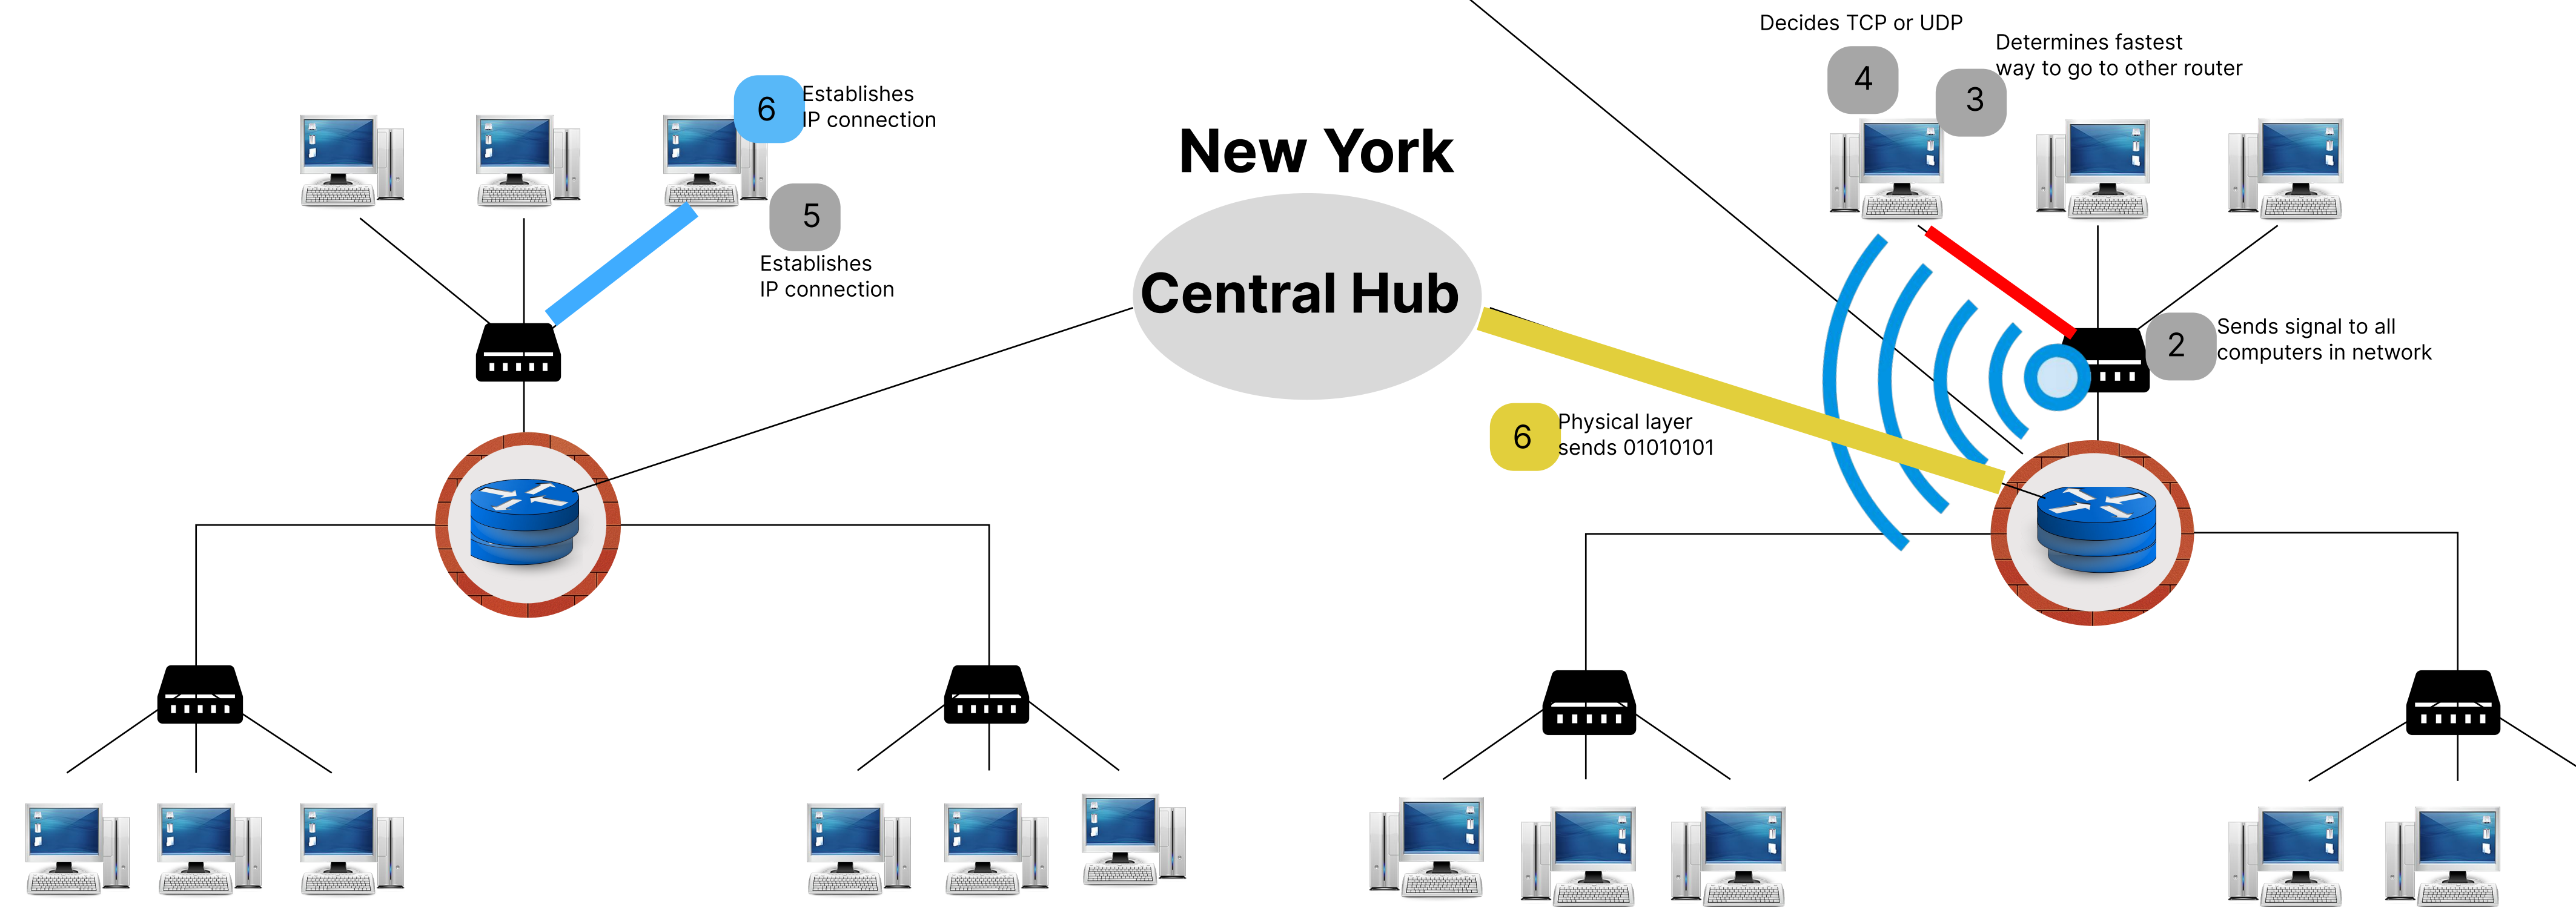 Decides TCP or UDP
4
3
Determines fastest
way to go to other router
6
Establishes
IP connection
5
Establishes
IP connection
New York
Central Hub
2
Sends signal to all
computers in network
6
Physical layer
sends 01010101